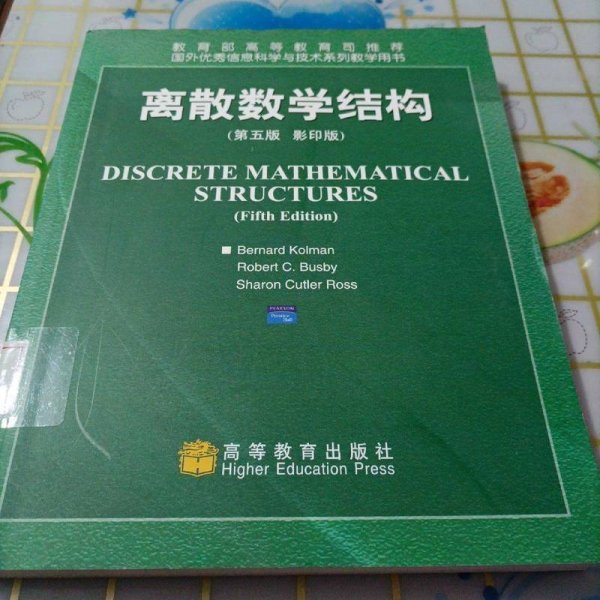 教育部高等教育司推荐
国外优秀信息科学与技术系列教学用书
离散数学结构
(第五版 影印版)
DISCRETE MATHEMATICAL
STRUCTURES
(Fifth Edition)
Bernard Kolman
Robert C. Busby
Sharon Cutler Ross
PEARSON
Prentice
Hall
高等教育出版社
Higher Education Press